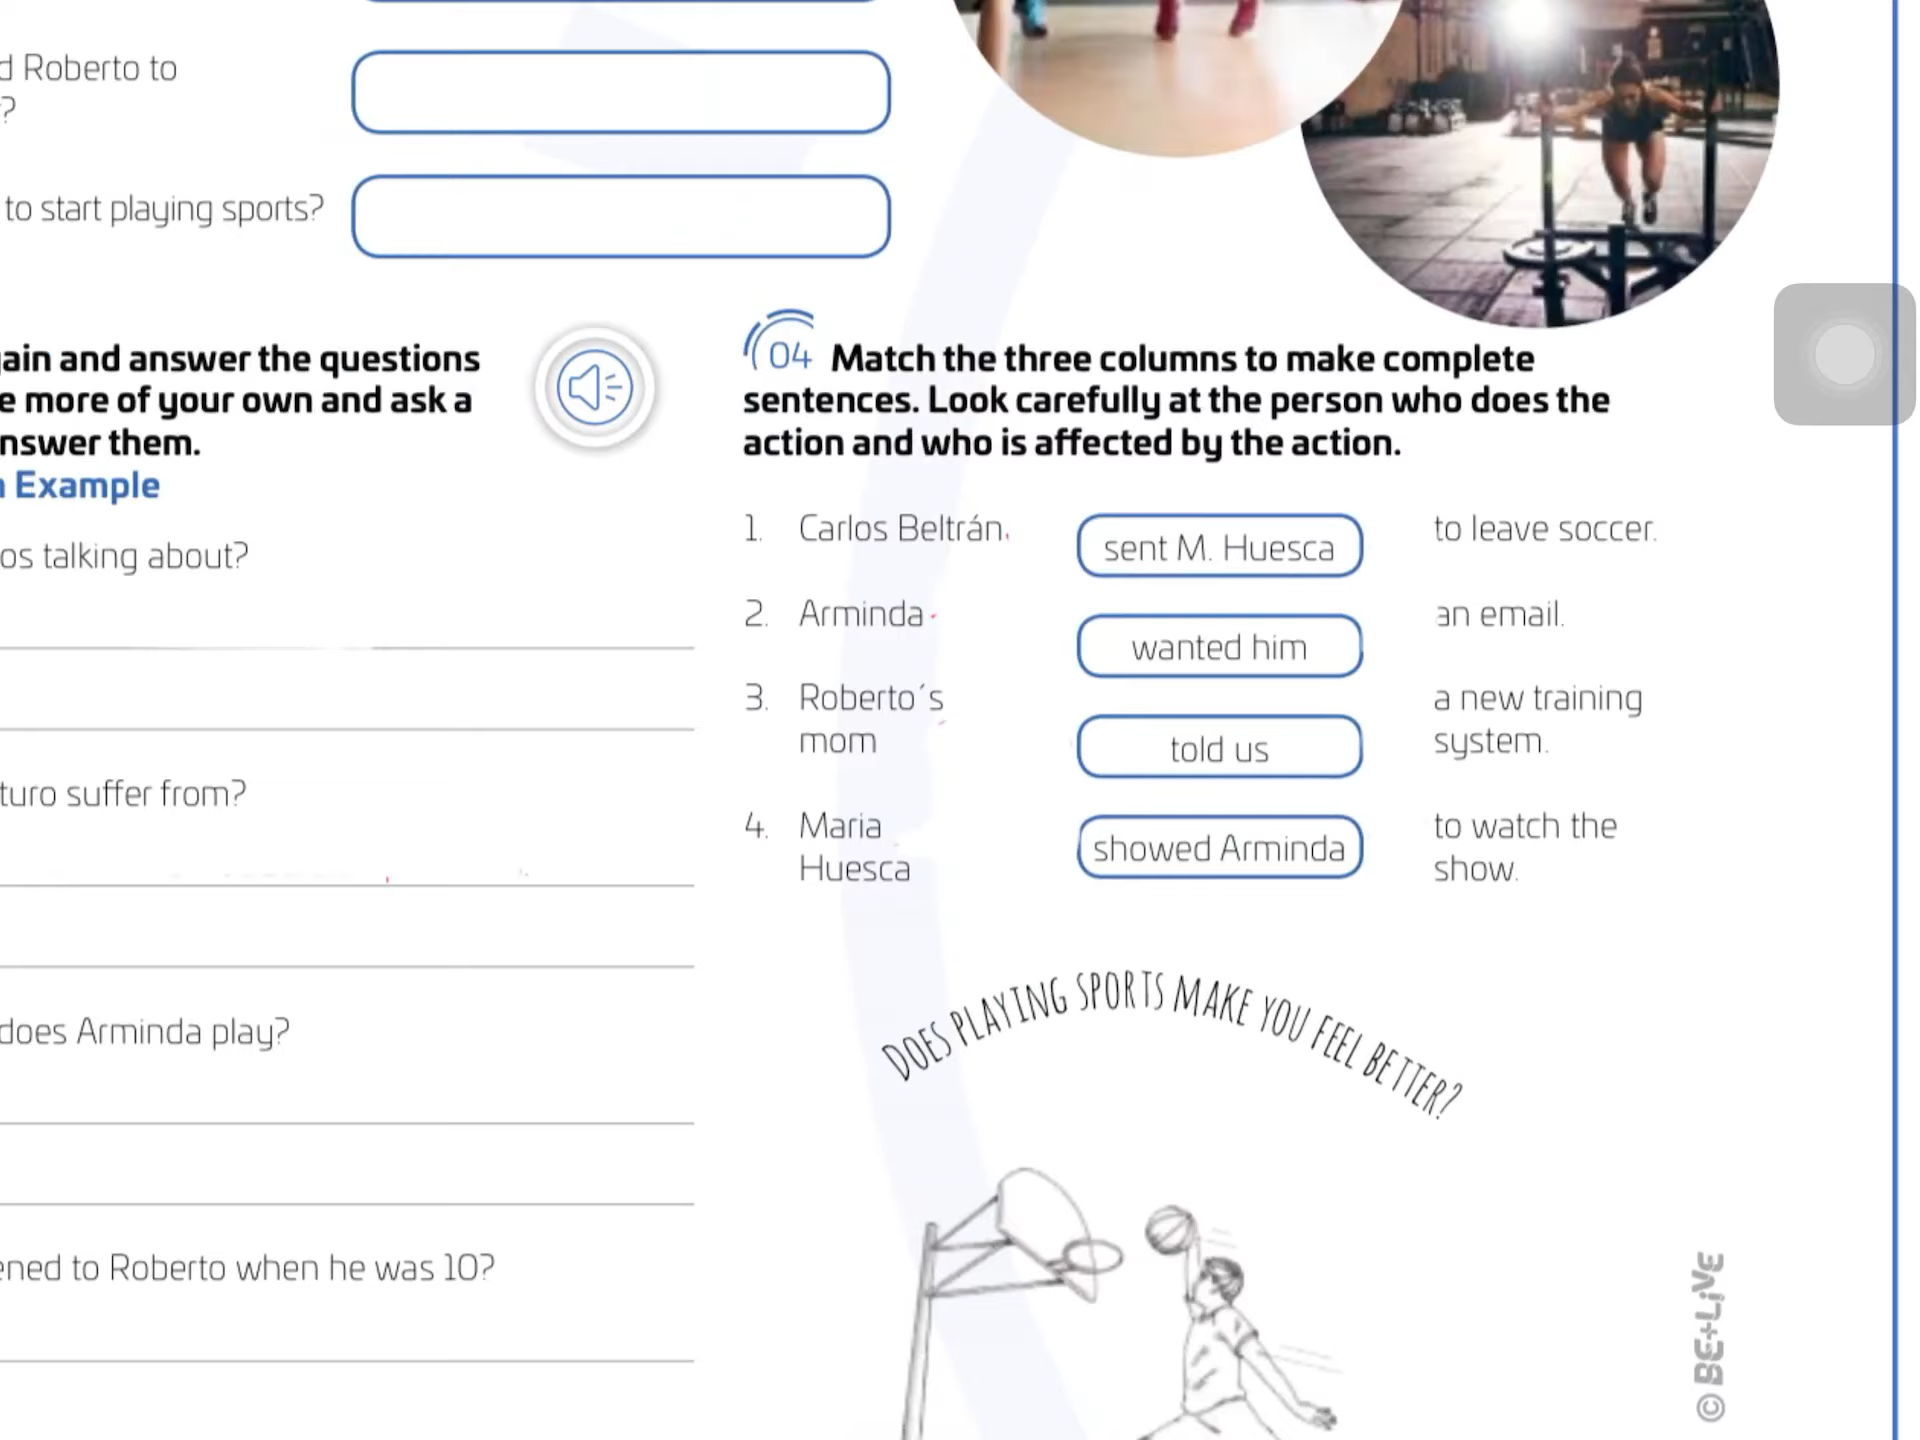 d Roberto to
?
to start playing sports?
ain and answer the questions
e more of your own and ask a
nswer them.
Example
os talking about?
turo suffer from?
does Arminda play?
ened to Roberto when he was 10?
04 Match the three columns to make complete
sentences. Look carefully at the person who does the
action and who is affected by the action.
1. Carlos Beltrán.
sent M. Huesca
to leave soccer.
2. Arminda
wanted him
an email.
3. Roberto´s
mom
told us
a new training
system.
4. Maria
Huesca
showed Arminda
to watch the
show.
DOES PLAYING SPORTS MAKE YOU FEEL BETTER?
© BE+LiVE